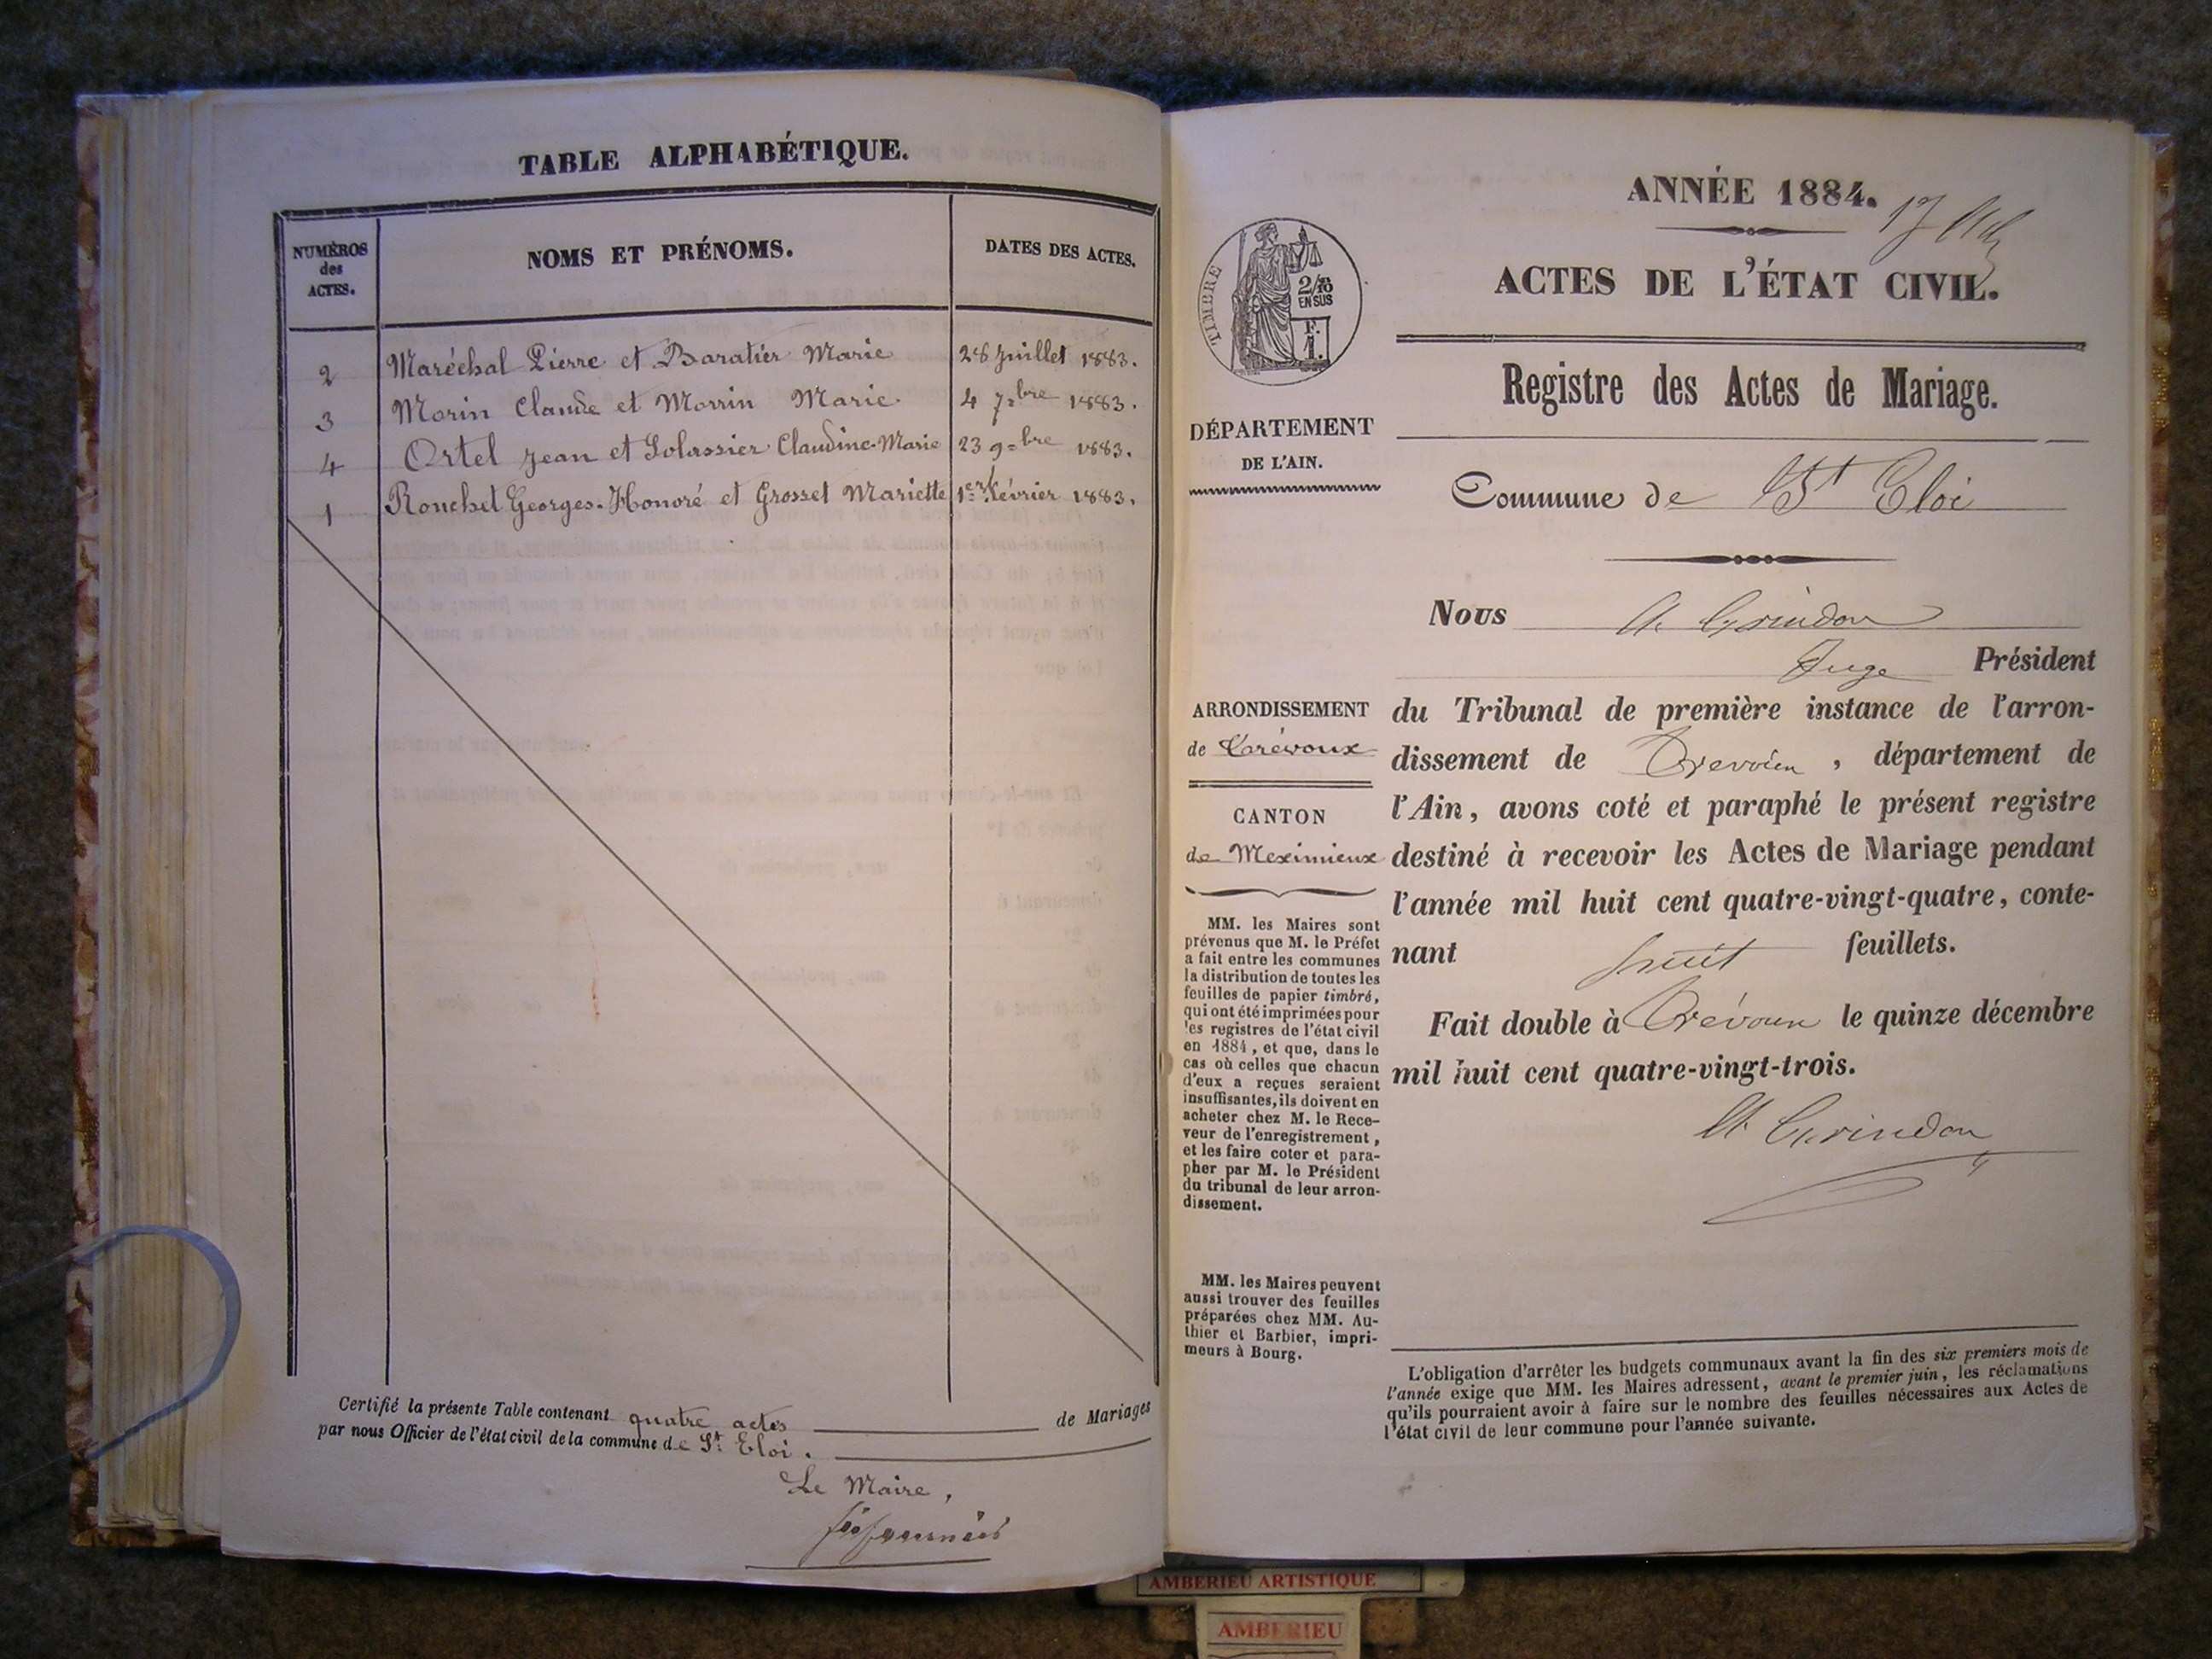 TABLE ALPHABÉTIQUE.
NUMÉROS
des
ACTES.
NOMS ET PRÉNOMS.
DATES DES ACTES.
2 Maréchal Pierre et Baratier Marie 28 Juillet 1883.
3 Morin Claude et Morrin Marie 4 7bre 1883.
4 Ortel Jean et Solassier Claudine-Marie 23 9bre 1883.
1 Ronchet Georges-Honoré et Grosset Mariette 1er février 1883.
Certifié la présente Table contenant quatre actes de Mariages
par nous Officier de l'état civil de la commune de St Eloi.
Le Maire,
ANNÉE 1884.
17
ACTES DE L'ÉTAT CIVIL.
Registre des Actes de Mariage.
Commune de St Eloi
Nous A. Grindon
Juge Président
du Tribunal de première instance de l'arron-
dissement de Trevoux, département de
l'Ain, avons coté et paraphé le présent registre
destiné à recevoir les Actes de Mariage pendant
l'année mil huit cent quatre-vingt-quatre, conte-
nant huit feuillets.
Fait double à Trévoux le quinze décembre
mil huit cent quatre-vingt-trois.
A. Grindon
TIMBRE
2/10
EN SUS
F.
1.
DÉPARTEMENT
DE L'AIN.
ARRONDISSEMENT
de Trévoux
CANTON
de Meximieux
MM. les Maires sont
prévenus que M. le Préfet
a fait entre les communes
la distribution de toutes les
feuilles de papier timbré,
qui ont été imprimées pour
les registres de l'état civil
en 1884, et que, dans le
cas où celles que chacun
d'eux a reçues seraient
insuffisantes, ils doivent en
acheter chez M. le Rece-
veur de l'enregistrement,
et les faire coter et para-
pher par M. le Président
du tribunal de leur arron-
dissement.
MM. les Maires peuvent
aussi trouver des feuilles
préparées chez MM. Au-
thier et Barbier, impri-
meurs à Bourg.
L'obligation d'arrêter les budgets communaux avant la fin des six premiers mois de
l'année exige que MM. les Maires adressent, avant le premier juin, les réclamations
qu'ils pourraient avoir à faire sur le nombre des feuilles nécessaires aux Actes de
l'état civil de leur commune pour l'année suivante.
AMBERIEU ARTISTIQUE
AMBERIEU